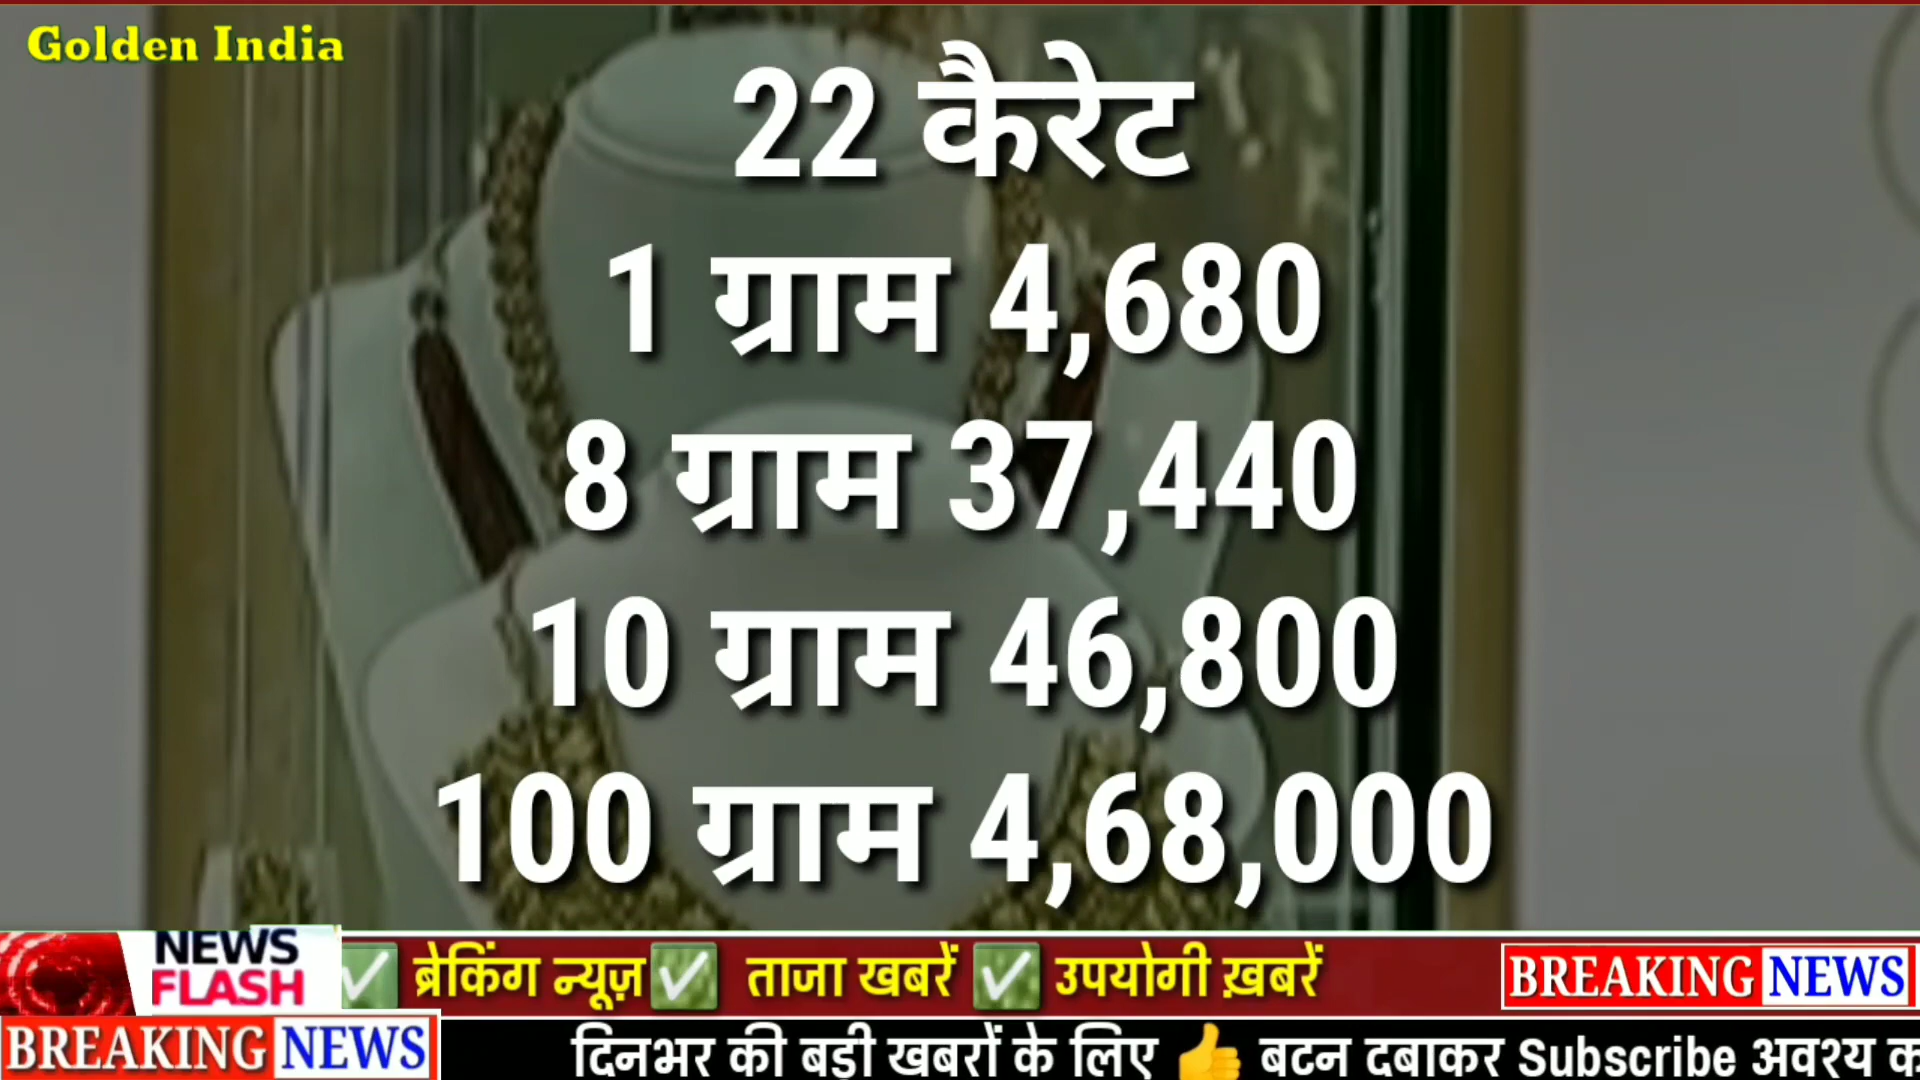 Golden India
22 कैरेट
1 ग्राम 4,680
8 ग्राम 37,440
10 ग्राम 46,800
100 ग्राम 4,68,000
NEWS
FLASH
✅ ब्रेकिंग न्यूज़✅ ताजा खबरें ✅ उपयोगी ख़बरें
BREAKING NEWS
BREAKING NEWS
दिनभर की बडी खबरों के लिए 👍 बटन दबाकर Subscribe अवश्य